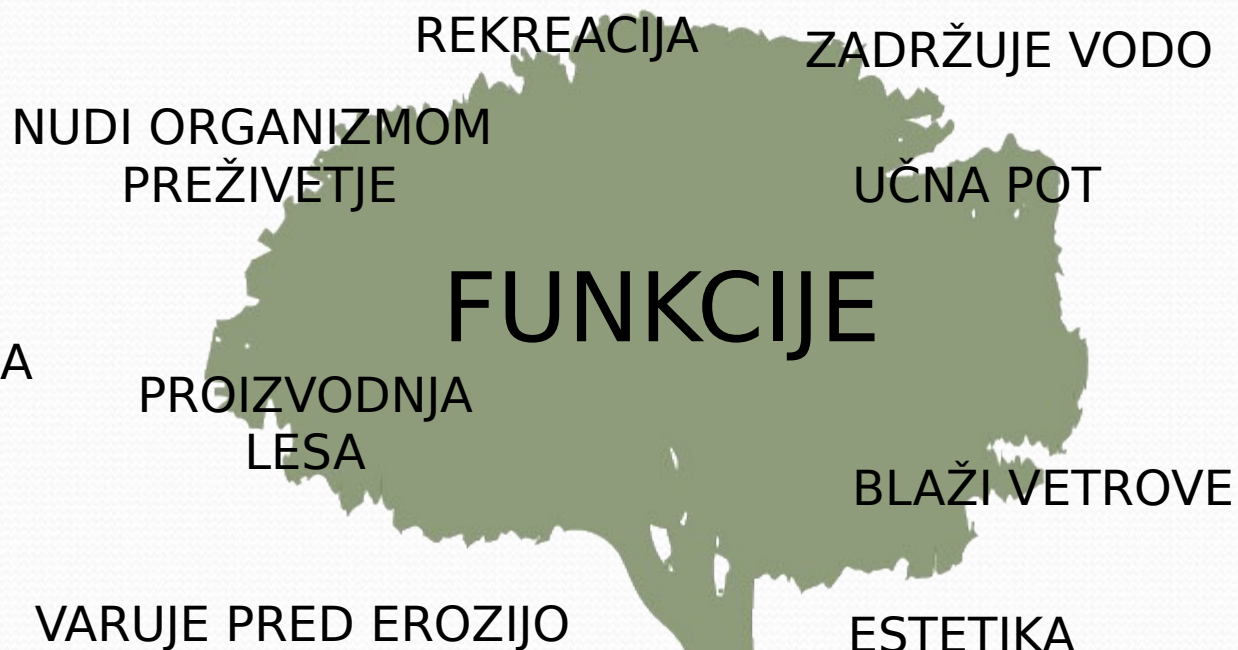 REKREACIJA
ZADRŽUJE VODO
NUDI ORGANIZMOM
PREŽIVETJE
UČNA POT
FUNKCIJE
A
PROIZVODNJA
LESA
BLAŽI VETROVE
VARUJE PRED EROZIJO
ESTETIKA